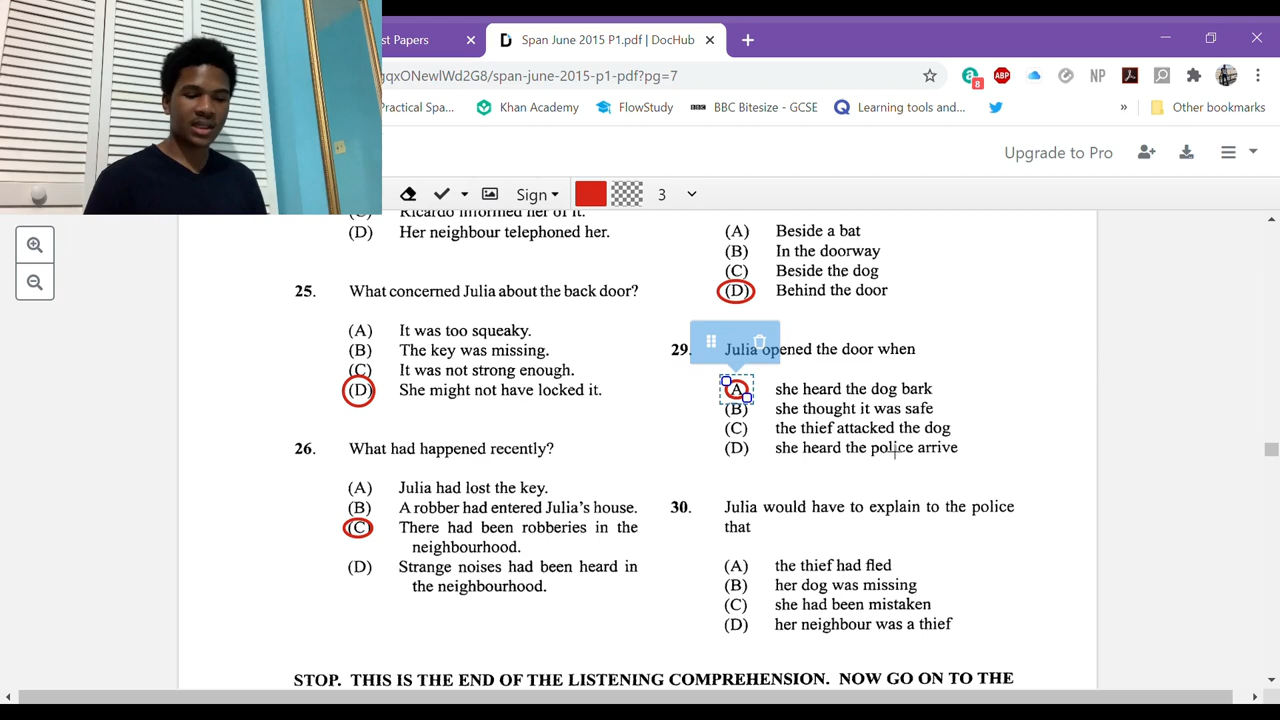 st Papers
Span June 2015 P1.pdf | DocHub
gqxONewlWd2G8/span-june-2015-p1-pdf?pg=7
8
ABP
NP
Practical Spa...
Khan Academy
FlowStudy
BBC
BBC Bitesize - GCSE
Learning tools and...
»
Other bookmarks
Upgrade to Pro
Sign
3
(C) Ricardo informed her of it.
(D) Her neighbour telephoned her.
25. What concerned Julia about the back door?
(A) It was too squeaky.
(B) The key was missing.
(C) It was not strong enough.
(D) She might not have locked it.
26. What had happened recently?
(A) Julia had lost the key.
(B) A robber had entered Julia's house.
(C) There had been robberies in the
neighbourhood.
(D) Strange noises had been heard in
the neighbourhood.
(A) Beside a bat
(B) In the doorway
(C) Beside the dog
(D) Behind the door
29. Julia opened the door when
(A) she heard the dog bark
(B) she thought it was safe
(C) the thief attacked the dog
(D) she heard the police arrive
30. Julia would have to explain to the police
that
(A) the thief had fled
(B) her dog was missing
(C) she had been mistaken
(D) her neighbour was a thief
STOP. THIS IS THE END OF THE LISTENING COMPREHENSION. NOW GO ON TO THE